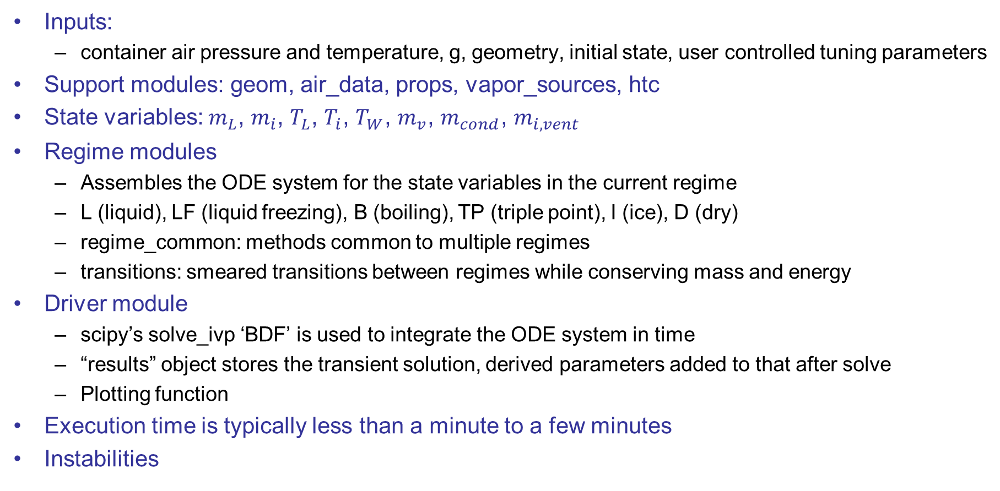 • Inputs:
– container air pressure and temperature, g, geometry, initial state, user controlled tuning parameters
• Support modules: geom, air_data, props, vapor_sources, htc
• State variables: m_L, m_i, T_L, T_i, T_W, m_v, m_cond, m_i,vent
• Regime modules
– Assembles the ODE system for the state variables in the current regime
– L (liquid), LF (liquid freezing), B (boiling), TP (triple point), I (ice), D (dry)
– regime_common: methods common to multiple regimes
– transitions: smeared transitions between regimes while conserving mass and energy
• Driver module
– scipy’s solve_ivp ‘BDF’ is used to integrate the ODE system in time
– “results” object stores the transient solution, derived parameters added to that after solve
– Plotting function
• Execution time is typically less than a minute to a few minutes
• Instabilities